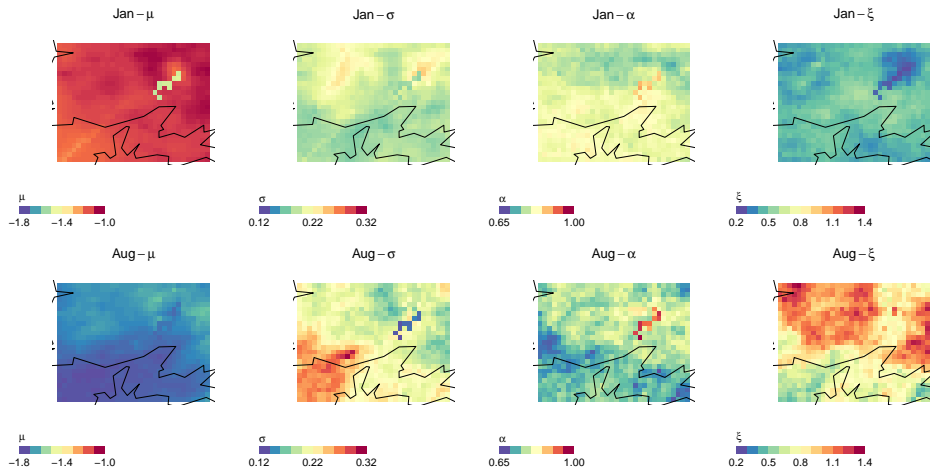 Jan – μ
Jan – σ
Jan – α
Jan – ξ
μ
−1.8 −1.4 −1.0
σ
0.12 0.22 0.32
α
0.65 1.00
ξ
0.2 0.5 0.8 1.1 1.4
Aug – μ
Aug – σ
Aug – α
Aug – ξ
μ
−1.8 −1.4 −1.0
σ
0.12 0.22 0.32
α
0.65 1.00
ξ
0.2 0.5 0.8 1.1 1.4